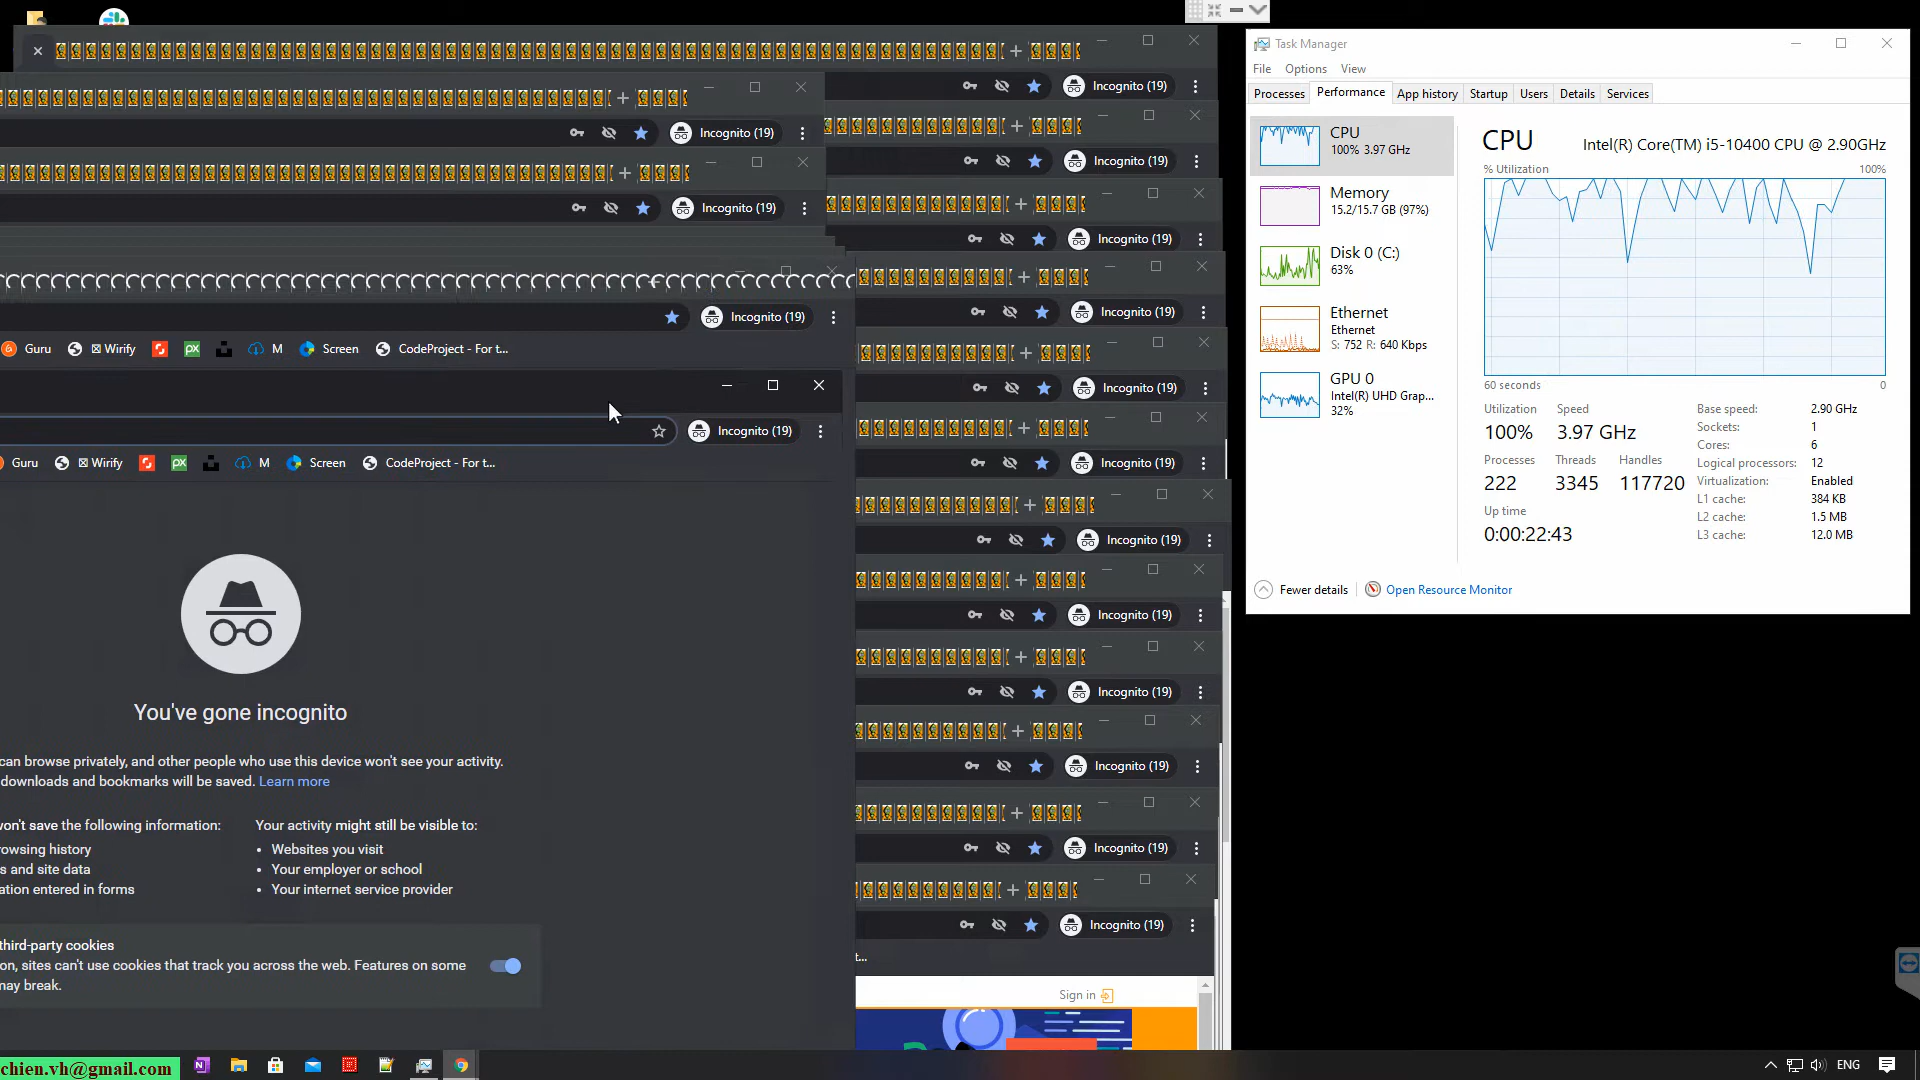 Incognito (19)
Incognito (19)
Incognito (19)
Incognito (19)
Incognito (19)
Incognito (19)
Incognito (19)
Guru
Wirify
M
Screen
CodeProject - For t...
Incognito (19)
Incognito (19)
Incognito (19)
Guru
Wirify
M
Screen
CodeProject - For t...
Incognito (19)
Incognito (19)
Incognito (19)
Incognito (19)
Incognito (19)
Incognito (19)
Incognito (19)
You've gone incognito
can browse privately, and other people who use this device won't see your activity.
downloads and bookmarks will be saved. Learn more
won't save the following information:
owsing history
s and site data
ation entered in forms
Your activity might still be visible to:
• Websites you visit
• Your employer or school
• Your internet service provider
third-party cookies
on, sites can't use cookies that track you across the web. Features on some
may break.
t...
Sign in
Task Manager
File Options View
Processes Performance App history Startup Users Details Services
CPU
100% 3.97 GHz
Memory
15.2/15.7 GB (97%)
Disk 0 (C:)
63%
Ethernet
Ethernet
S: 752 R: 640 Kbps
GPU 0
Intel(R) UHD Grap...
32%
CPU
Intel(R) Core(TM) i5-10400 CPU @ 2.90GHz
% Utilization 100%
60 seconds 0
Utilization Speed
100% 3.97 GHz
Processes Threads Handles
222 3345 117720
Up time
0:00:22:43
Base speed: 2.90 GHz
Sockets: 1
Cores: 6
Logical processors: 12
Virtualization: Enabled
L1 cache: 384 KB
L2 cache: 1.5 MB
L3 cache: 12.0 MB
Fewer details Open Resource Monitor
chien.vh@gmail.com
ENG